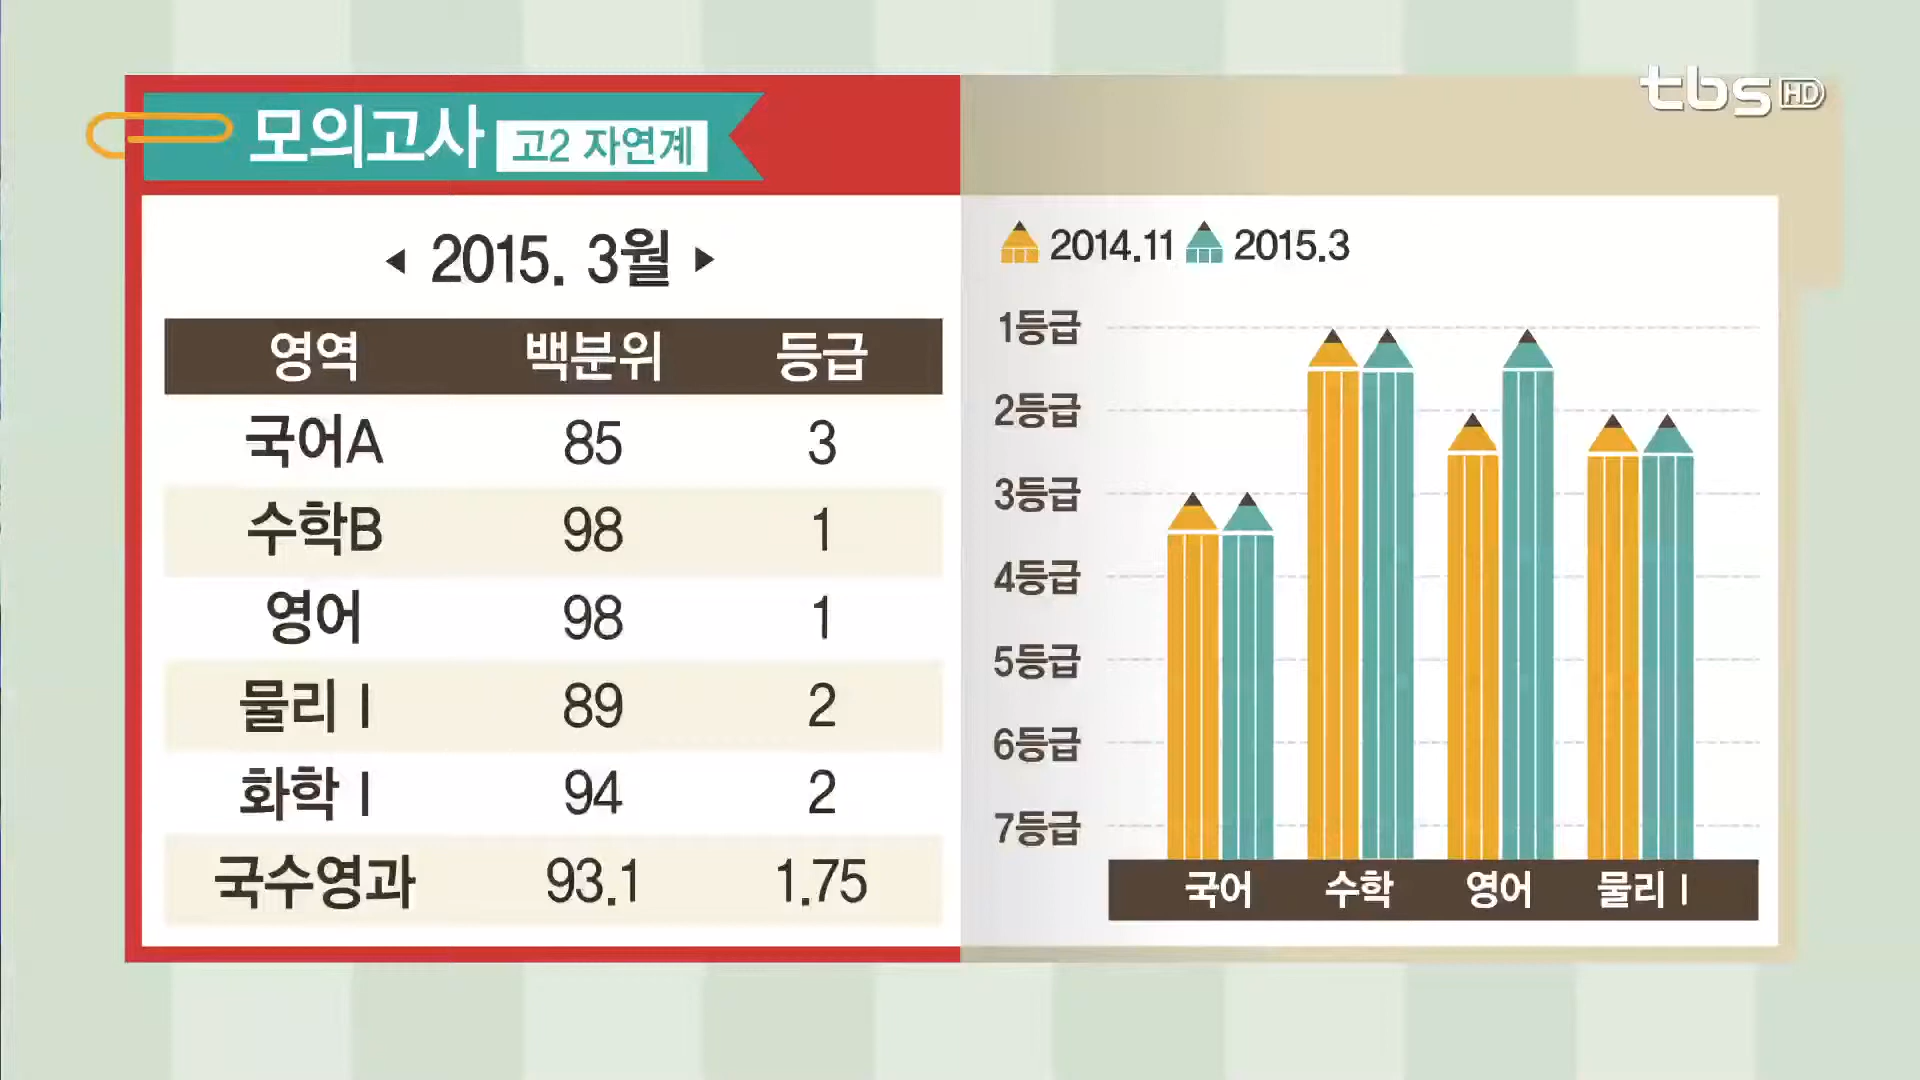 모의고사 고2 자연계
tbs HD
◂ 2015. 3월 ▸
영역 백분위 등급
국어A 85 3
수학B 98 1
영어 98 1
물리Ⅰ 89 2
화학Ⅰ 94 2
국수영과 93.1 1.75
2014.11 2015.3
1등급
2등급
3등급
4등급
5등급
6등급
7등급
국어 수학 영어 물리Ⅰ